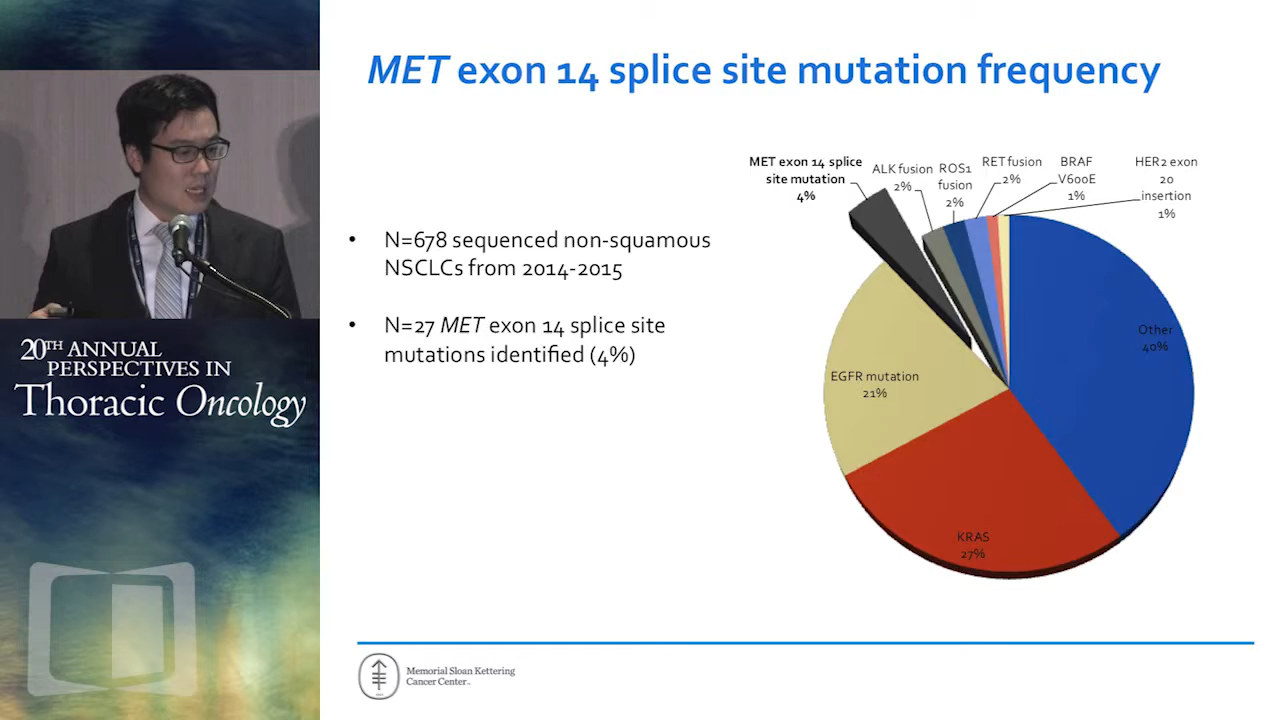 MET exon 14 splice site mutation frequency
N=678 sequenced non-squamous
NSCLCs from 2014-2015
N=27 MET exon 14 splice site
mutations identified (4%)
MET exon 14 splice
site mutation
4%
ALK fusion
2%
ROS1
fusion
2%
RET fusion
2%
BRAF
V600E
1%
HER2 exon
20
insertion
1%
Other
40%
EGFR mutation
21%
KRAS
27%
20TH ANNUAL
PERSPECTIVES IN
Thoracic Oncology
Memorial Sloan Kettering
Cancer Center